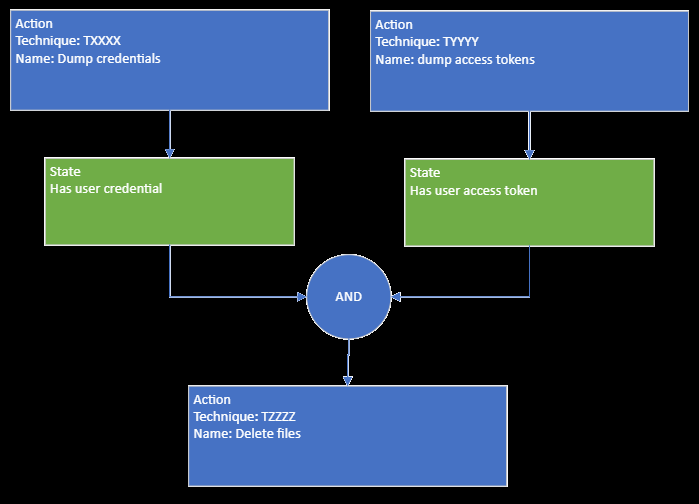 Action
Technique: TXXXX
Name: Dump credentials
Action
Technique: TYYYY
Name: dump access tokens
State
Has user credential
State
Has user access token
AND
Action
Technique: TZZZZ
Name: Delete files